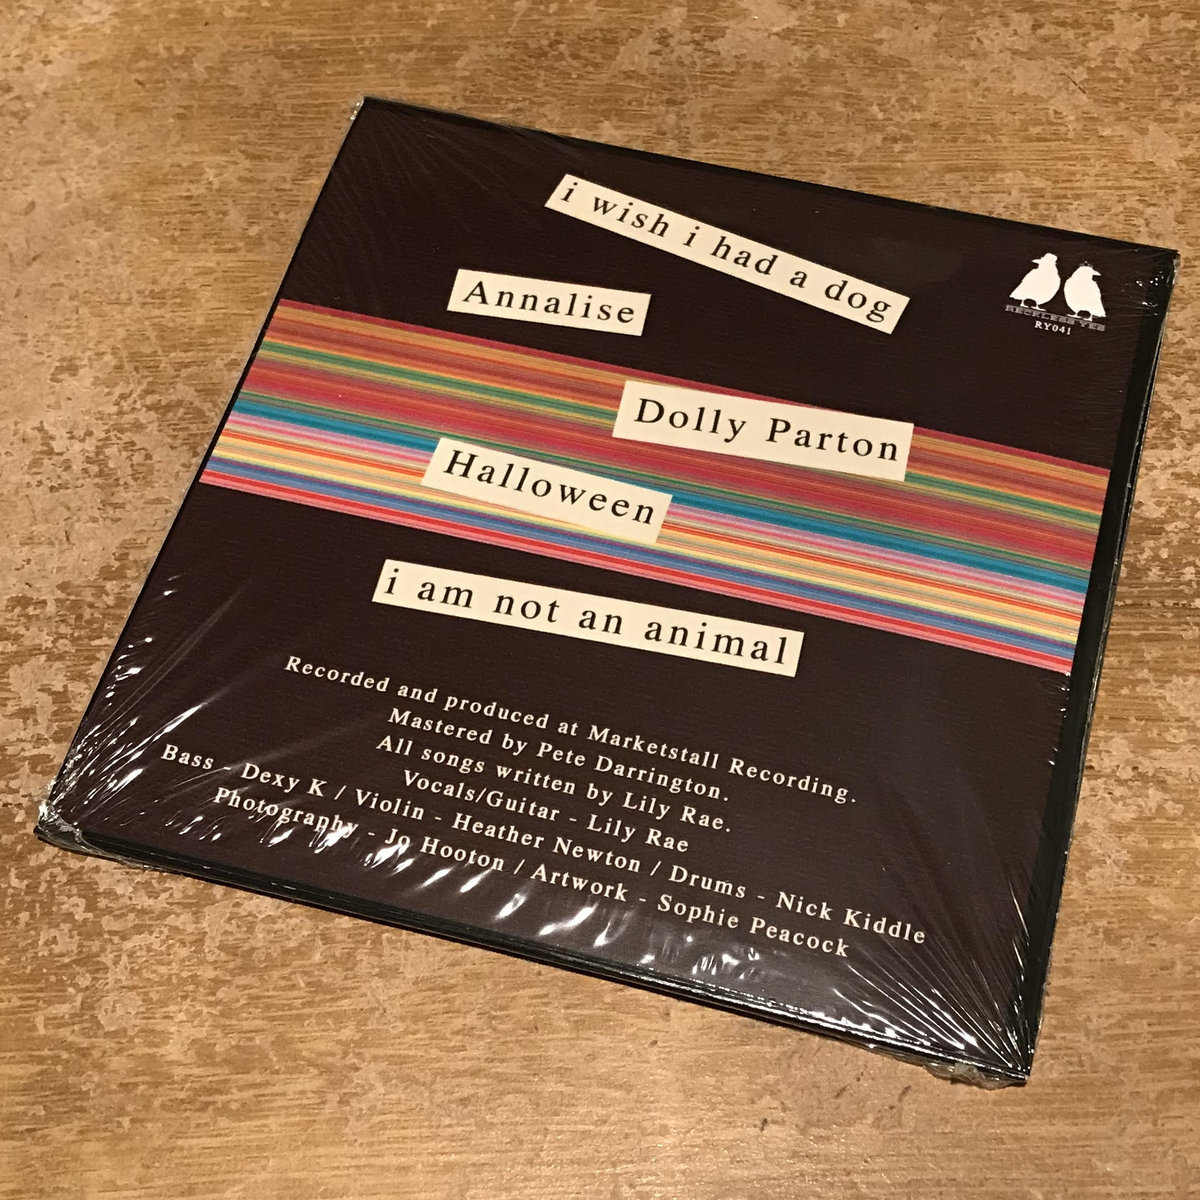 i wish i had a dog
Annalise
RECKLESS YES
RY041
Dolly Parton
Halloween
i am not an animal
Recorded and produced at Marketstall Recording.
Mastered by Pete Darrington.
All songs written by Lily Rae.
Vocals/Guitar - Lily Rae
Bass - Dexy K / Violin - Heather Newton / Drums - Nick Kiddle
Photography - Jo Hooton / Artwork - Sophie Peacock